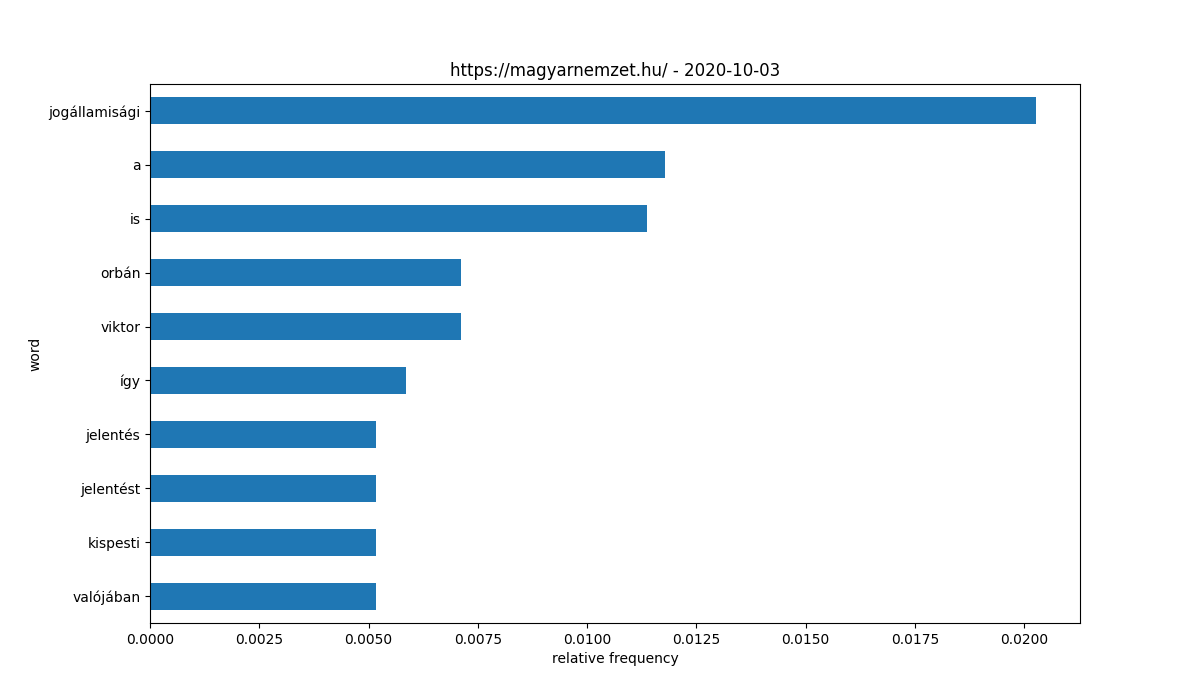 https://magyarnemzet.hu/ - 2020-10-03
jogállamisági
a
is
orbán
viktor
így
jelentés
jelentést
kispesti
valójában
word
0.0000 0.0025 0.0050 0.0075 0.0100 0.0125 0.0150 0.0175 0.0200
relative frequency